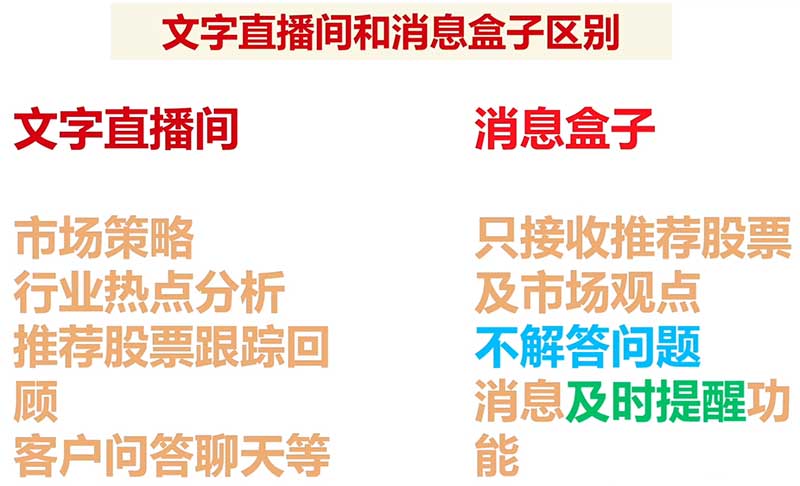 文字直播间和消息盒子区别
文字直播间
市场策略
行业热点分析
推荐股票跟踪回
顾
客户问答聊天等
消息盒子
只接收推荐股票
及市场观点
不解答问题
消息及时提醒功
能